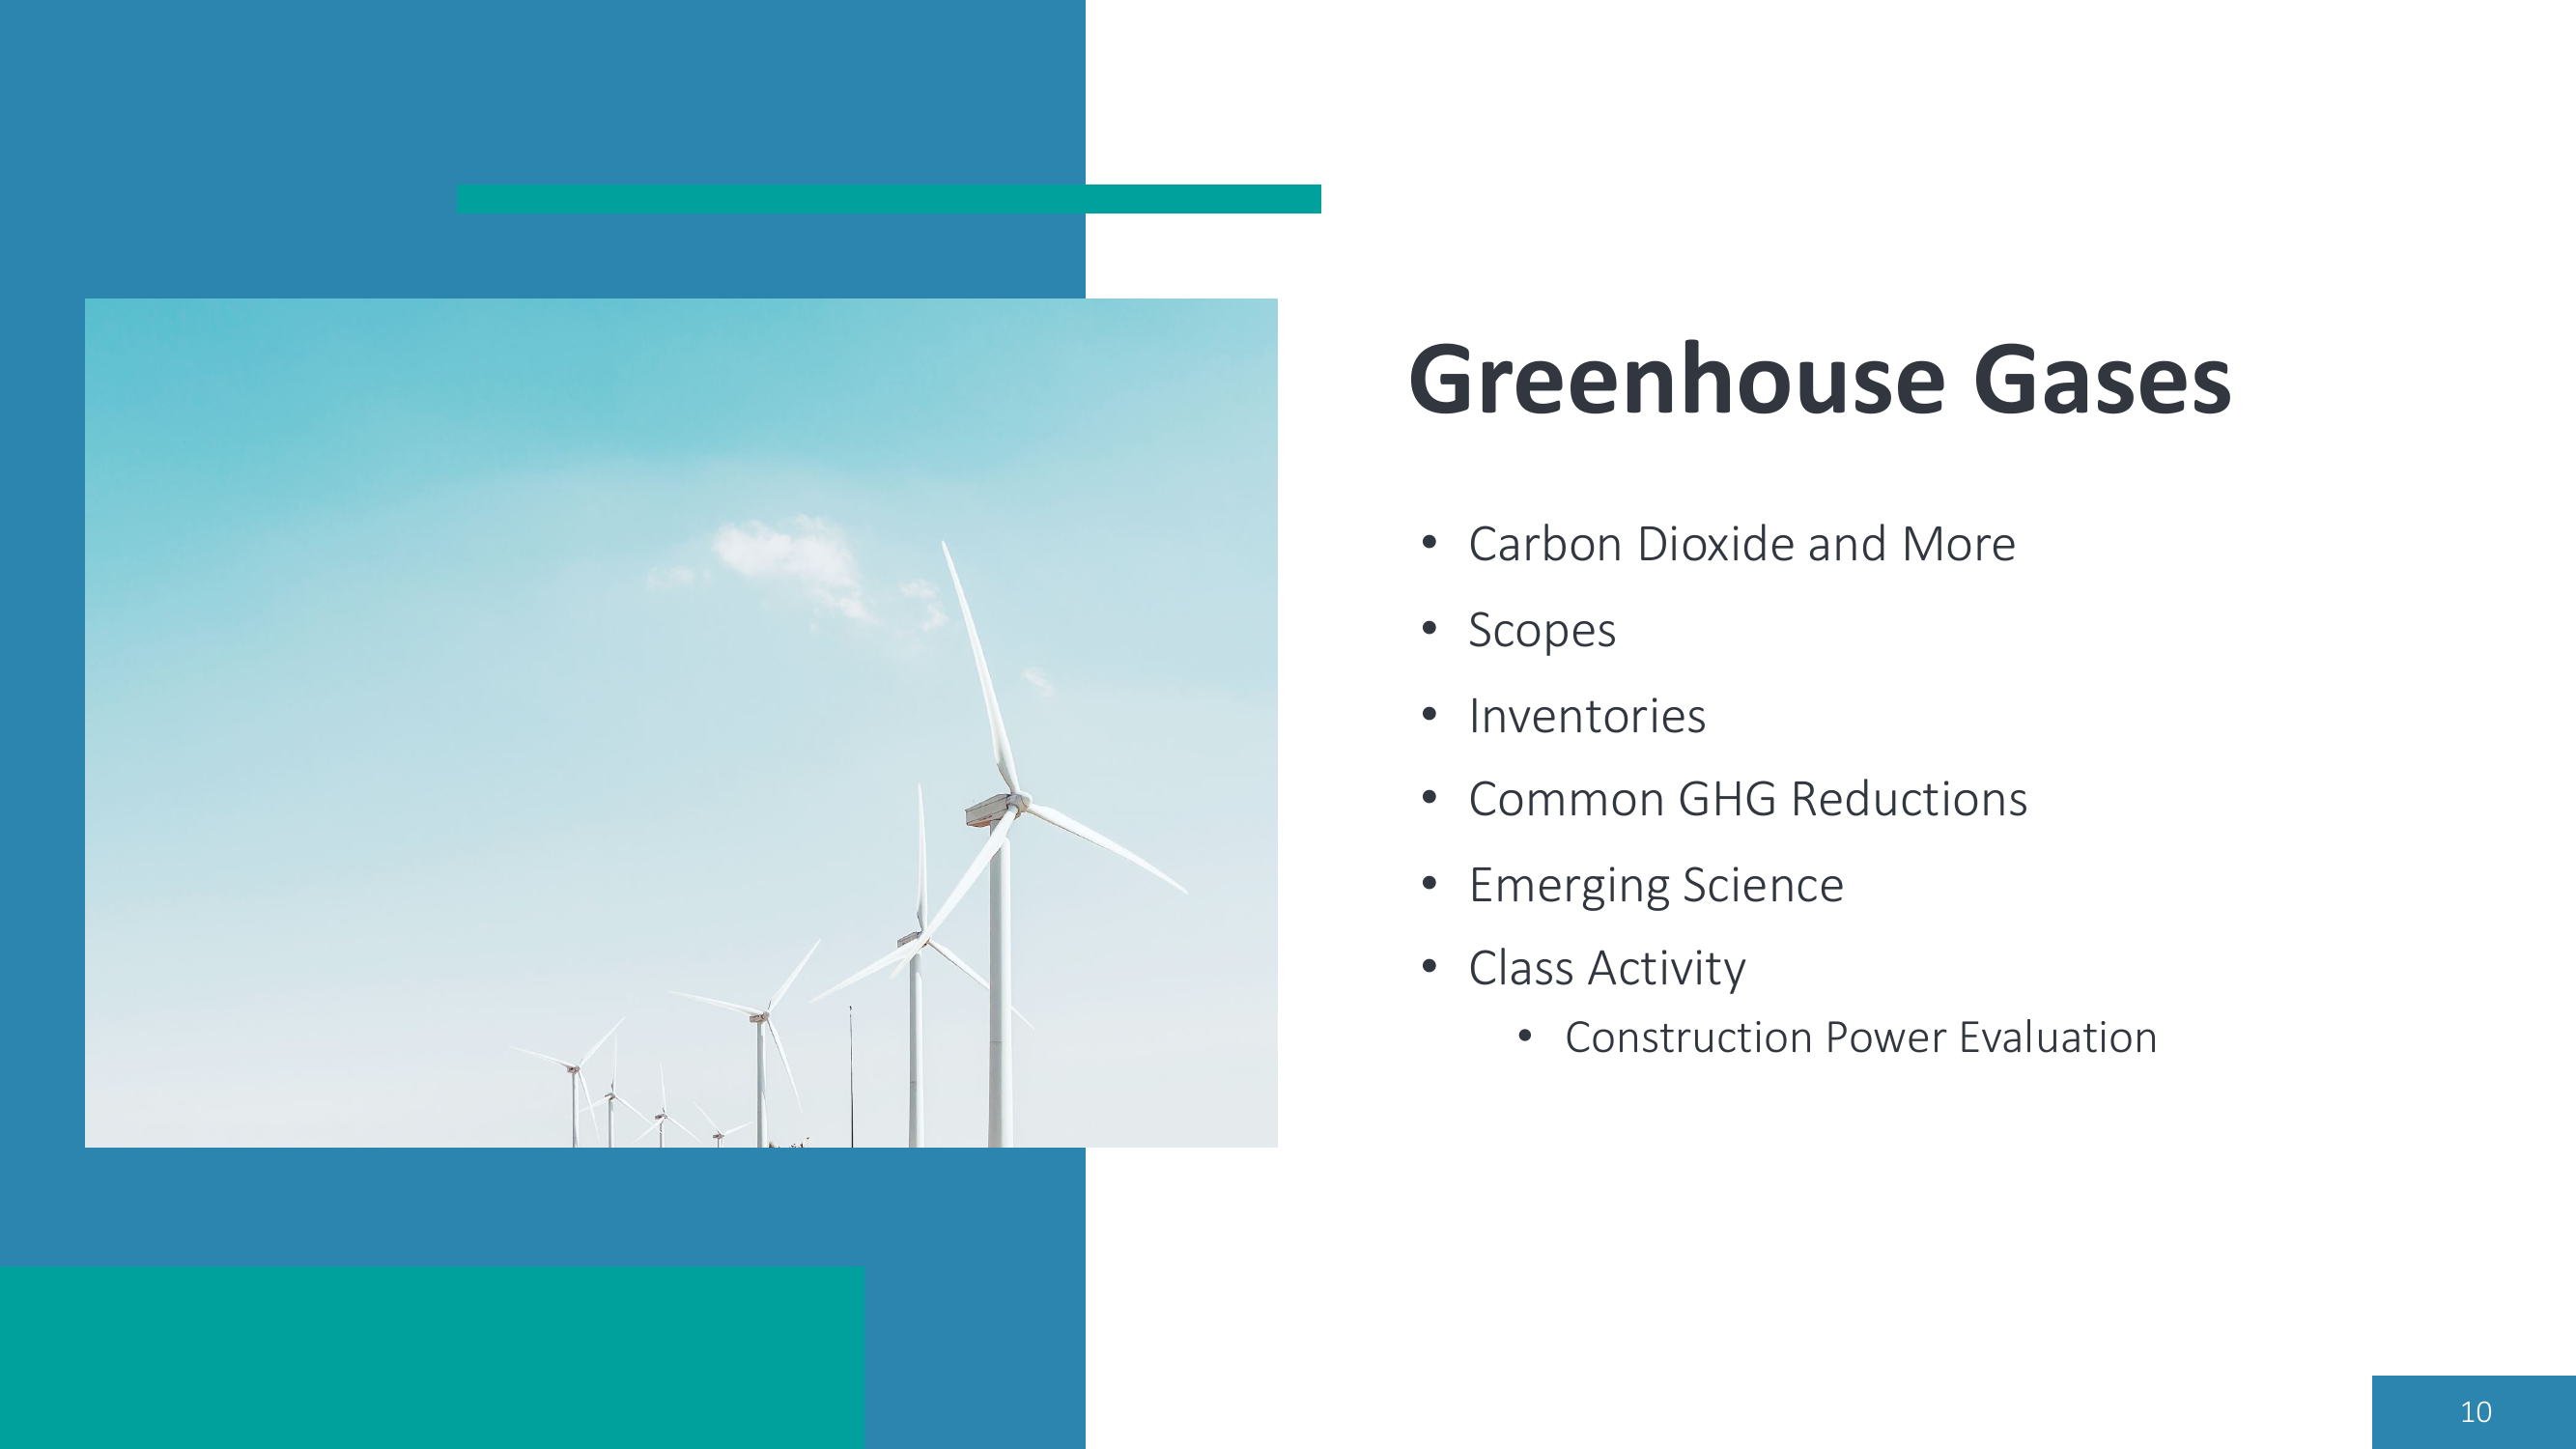 Greenhouse Gases
• Carbon Dioxide and More
• Scopes
• Inventories
• Common GHG Reductions
• Emerging Science
• Class Activity
• Construction Power Evaluation
10